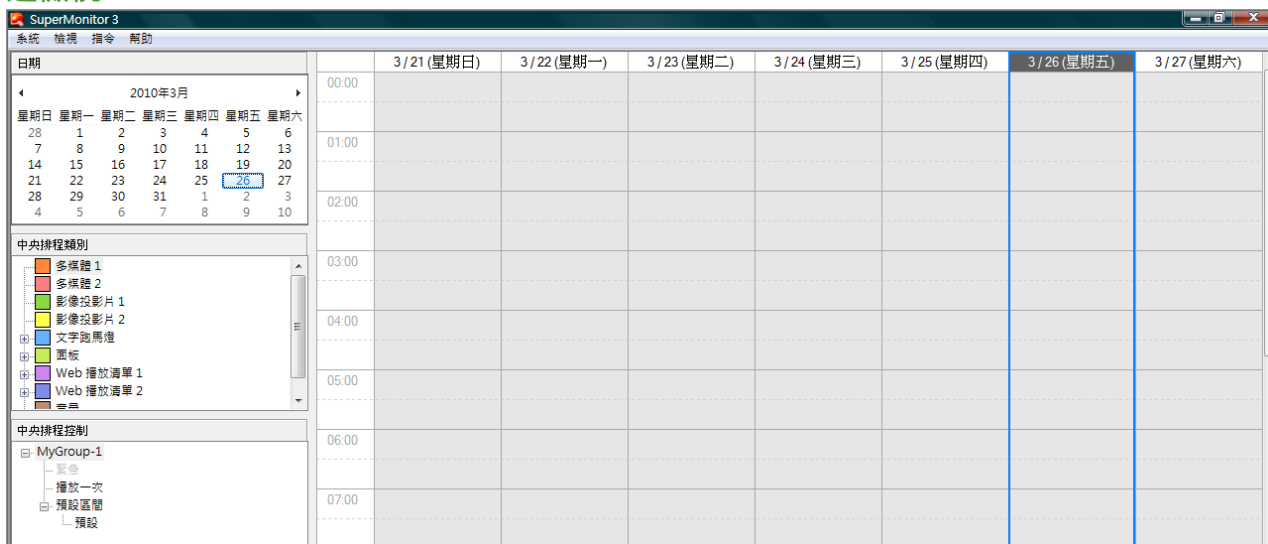 SuperMonitor 3
系統 檢視 指令 幫助
日期
2010年3月
星期日 星期一 星期二 星期三 星期四 星期五 星期六
28 1 2 3 4 5 6
7 8 9 10 11 12 13
14 15 16 17 18 19 20
21 22 23 24 25 26 27
28 29 30 31 1 2 3
4 5 6 7 8 9 10
中央排程類別
多媒體 1
多媒體 2
影像投影片 1
影像投影片 2
文字跑馬燈
面板
Web 播放清單 1
Web 播放清單 2
中央排程控制
MyGroup-1
緊急
播放一次
預設區間
預設
3 / 21 (星期日) 3 / 22 (星期一) 3 / 23 (星期二) 3 / 24 (星期三) 3 / 25 (星期四) 3 / 26 (星期五) 3 / 27 (星期六)
00:00
01:00
02:00
03:00
04:00
05:00
06:00
07:00